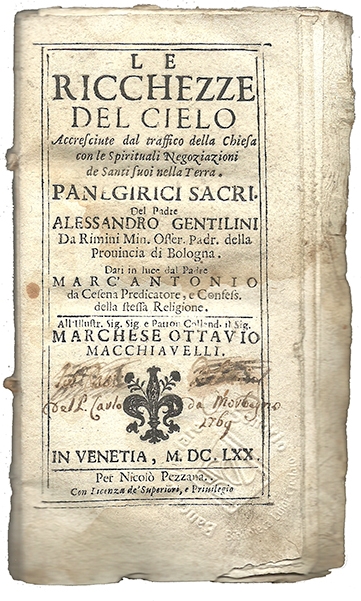 LE
RICCHEZZE
DEL CIELO
Accresciute dal traffico della Chiesa
con le Spirituali Negoziazioni
de Santi suoi nella Terra.
PANEGIRICI SACRI.
Del Padre
ALESSANDRO GENTILINI
Da Rimini Min. Osser. Padr. della
Prouincia di Bologna.
Dati in luce dal Padre
MARC'ANTONIO
da Cesena Predicatore, e Confess.
della stessa Religione.
All'Illustr. Sig. Sig. e Patron Colend. il Sig.
MARCHESE OTTAVIO
MACCHIAVELLI.
da
1769
IN VENETIA, M. DC. LXX.
Per Nicolò Pezzana.
Con Licenza de' Superiori, e Priuilegio